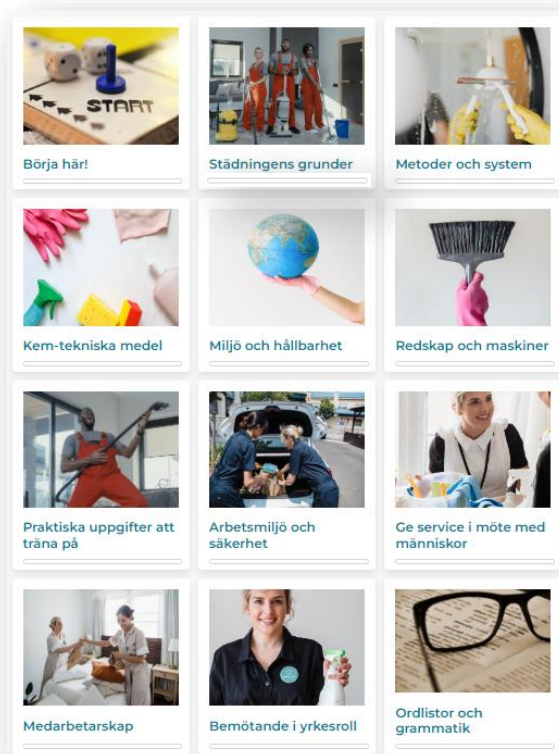 START
Börja här!
Städningens grunder
Metoder och system
Kem-tekniska medel
Miljö och hållbarhet
Redskap och maskiner
Praktiska uppgifter att
träna på
Arbetsmiljö och
säkerhet
Ge service i möte med
människor
Medarbetarskap
Bemötande i yrkesroll
Ordlistor och
grammatik